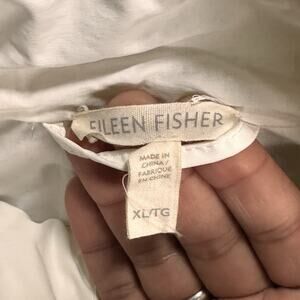 EILEEN FISHER
MADE IN
CHINA/
FABRIQUÉ
EN CHINE
XL/TG